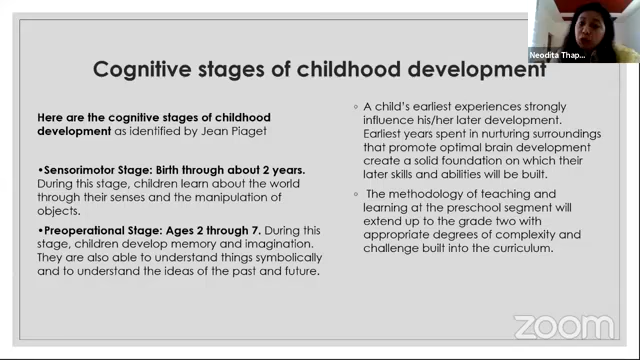 Neodita Thap...
Cognitive stages of childhood development
Here are the cognitive stages of childhood
development as identified by Jean Piaget
•Sensorimotor Stage: Birth through about 2 years.
During this stage, children learn about the world
through their senses and the manipulation of
objects.
•Preoperational Stage: Ages 2 through 7. During this
stage, children develop memory and imagination.
They are also able to understand things symbolically
and to understand the ideas of the past and future.
◦ A child's earliest experiences strongly
influence his/her later development.
Earliest years spent in nurturing surroundings
that promote optimal brain development
create a solid foundation on which their
later skills and abilities will be built.
◦ The methodology of teaching and
learning at the preschool segment will
extend up to the grade two with
appropriate degrees of complexity and
challenge built into the curriculum.
zoom